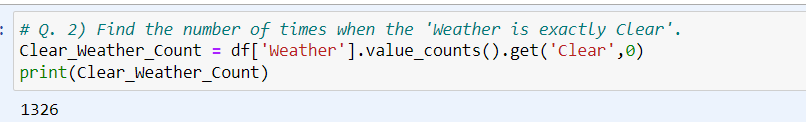 : # Q. 2) Find the number of times when the 'Weather is exactly Clear'.
Clear_Weather_Count = df['Weather'].value_counts().get('Clear',0)
print(Clear_Weather_Count)
1326